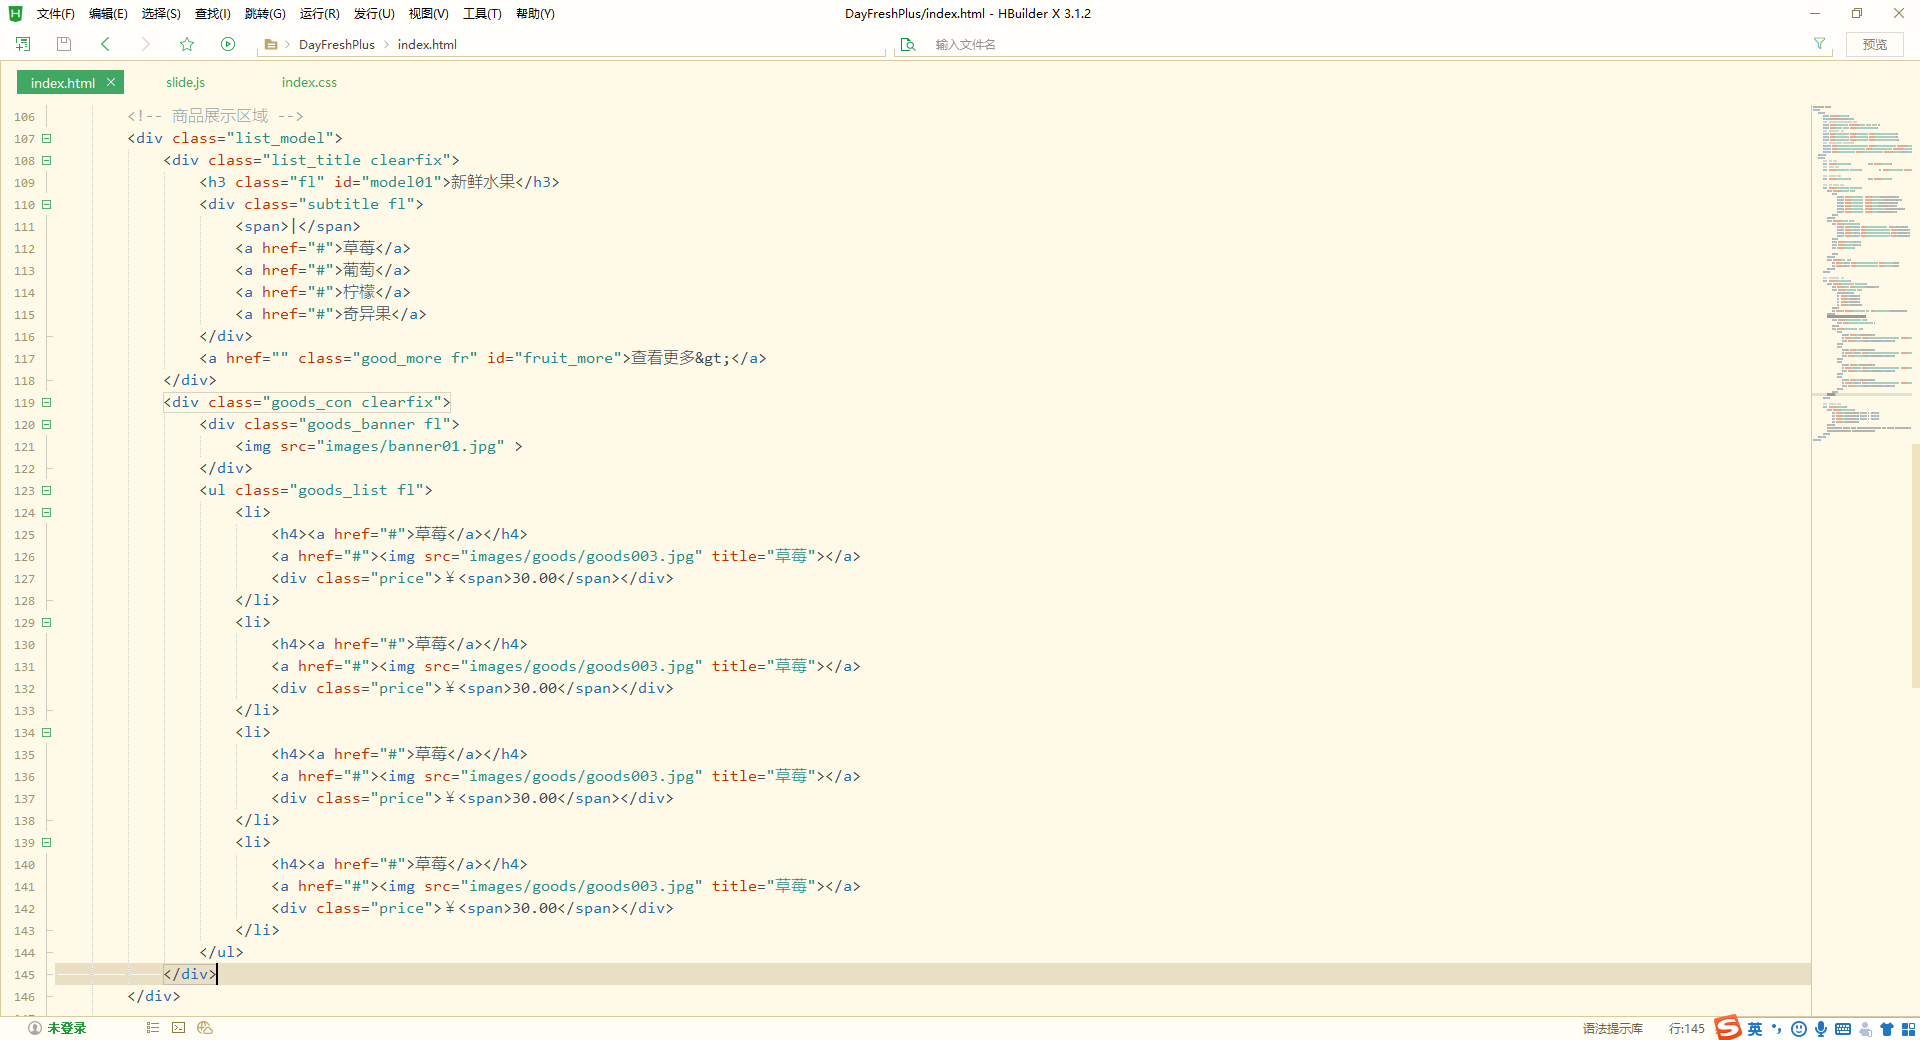 文件(F) 编辑(E) 选择(S) 查找(I) 跳转(G) 运行(R) 发行(U) 视图(V) 工具(T) 帮助(Y) DayFreshPlus/index.html - HBuilder X 3.1.2
DayFreshPlus index.html 输入文件名 预览
index.html slide.js index.css
106 <!-- 商品展示区域 -->
107 <div class="list_model">
108 <div class="list_title clearfix">
109 <h3 class="fl" id="model01">新鲜水果</h3>
110 <div class="subtitle fl">
111 <span>|</span>
112 <a href="#">草莓</a>
113 <a href="#">葡萄</a>
114 <a href="#">柠檬</a>
115 <a href="#">奇异果</a>
116 </div>
117 <a href="" class="good_more fr" id="fruit_more">查看更多&gt;</a>
118 </div>
119 <div class="goods_con clearfix">
120 <div class="goods_banner fl">
121 <img src="images/banner01.jpg" >
122 </div>
123 <ul class="goods_list fl">
124 <li>
125 <h4><a href="#">草莓</a></h4>
126 <a href="#"><img src="images/goods/goods003.jpg" title="草莓"></a>
127 <div class="price">￥<span>30.00</span></div>
128 </li>
129 <li>
130 <h4><a href="#">草莓</a></h4>
131 <a href="#"><img src="images/goods/goods003.jpg" title="草莓"></a>
132 <div class="price">￥<span>30.00</span></div>
133 </li>
134 <li>
135 <h4><a href="#">草莓</a></h4>
136 <a href="#"><img src="images/goods/goods003.jpg" title="草莓"></a>
137 <div class="price">￥<span>30.00</span></div>
138 </li>
139 <li>
140 <h4><a href="#">草莓</a></h4>
141 <a href="#"><img src="images/goods/goods003.jpg" title="草莓"></a>
142 <div class="price">￥<span>30.00</span></div>
143 </li>
144 </ul>
145 </div>
146 </div>
未登录 语法提示库 行:145 英